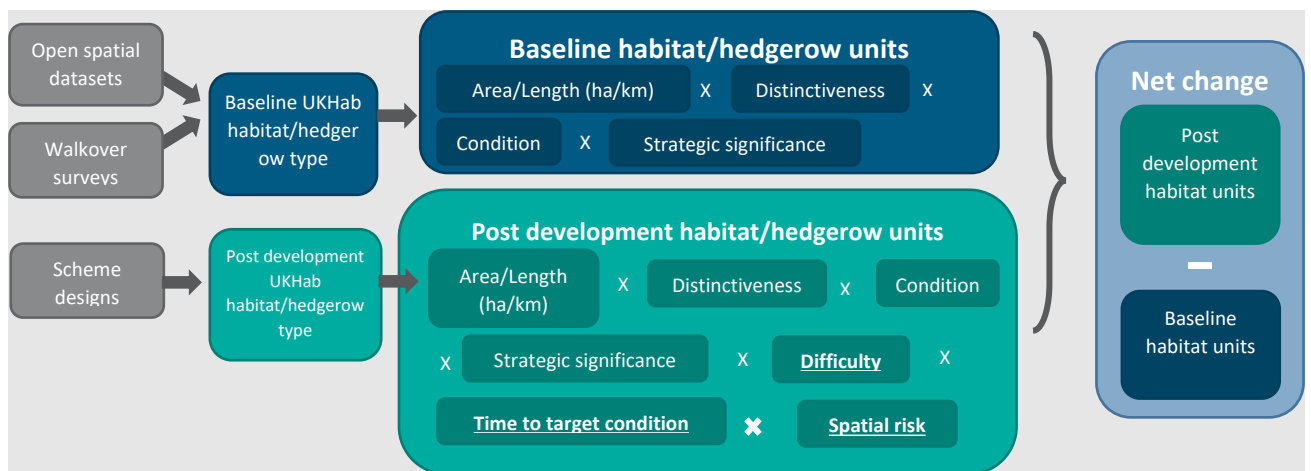 Open spatial
datasets
Walkover
surveys
Baseline UKHab
habitat/hedger
ow type
Baseline habitat/hedgerow units
Area/Length (ha/km) X Distinctiveness X
Condition X Strategic significance
Scheme
designs
Post development
UKHab
habitat/hedgerow
type
Post development habitat/hedgerow units
Area/Length
(ha/km)
X Distinctiveness X Condition
X Strategic significance X Difficulty X
Time to target condition ✖ Spatial risk
Net change
Post
development
habitat units
–
Baseline
habitat units